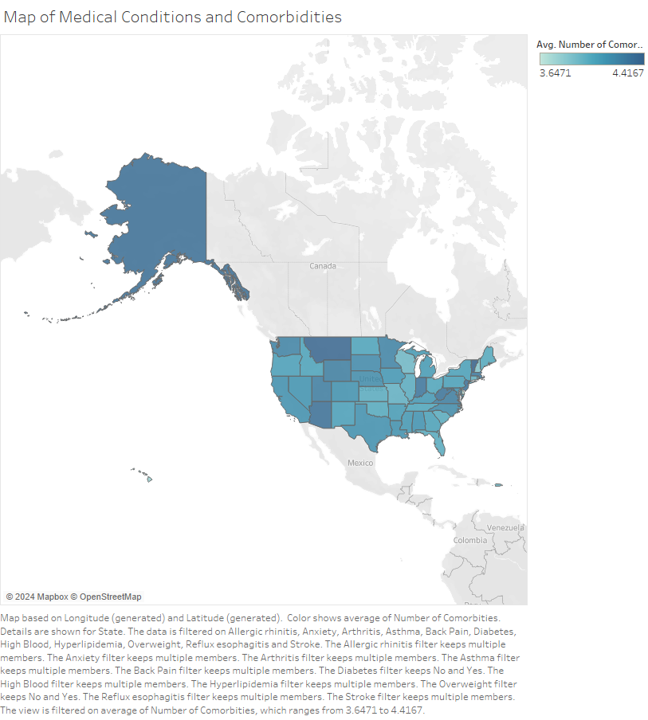 Map of Medical Conditions and Comorbidities
Avg. Number of Comor..
3.6471 4.4167
Canada
Mexico
Venezuela
Colombia
© 2024 Mapbox © OpenStreetMap
Map based on Longitude (generated) and Latitude (generated). Color shows average of Number of Comorbities.
Details are shown for State. The data is filtered on Allergic rhinitis, Anxiety, Arthritis, Asthma, Back Pain, Diabetes,
High Blood, Hyperlipidemia, Overweight, Reflux esophagitis and Stroke. The Allergic rhinitis filter keeps multiple
members. The Anxiety filter keeps multiple members. The Arthritis filter keeps multiple members. The Asthma filter
keeps multiple members. The Back Pain filter keeps multiple members. The Diabetes filter keeps No and Yes. The
High Blood filter keeps multiple members. The Hyperlipidemia filter keeps multiple members. The Overweight filter
keeps No and Yes. The Reflux esophagitis filter keeps multiple members. The Stroke filter keeps multiple members.
The view is filtered on average of Number of Comorbities, which ranges from 3.6471 to 4.4167.